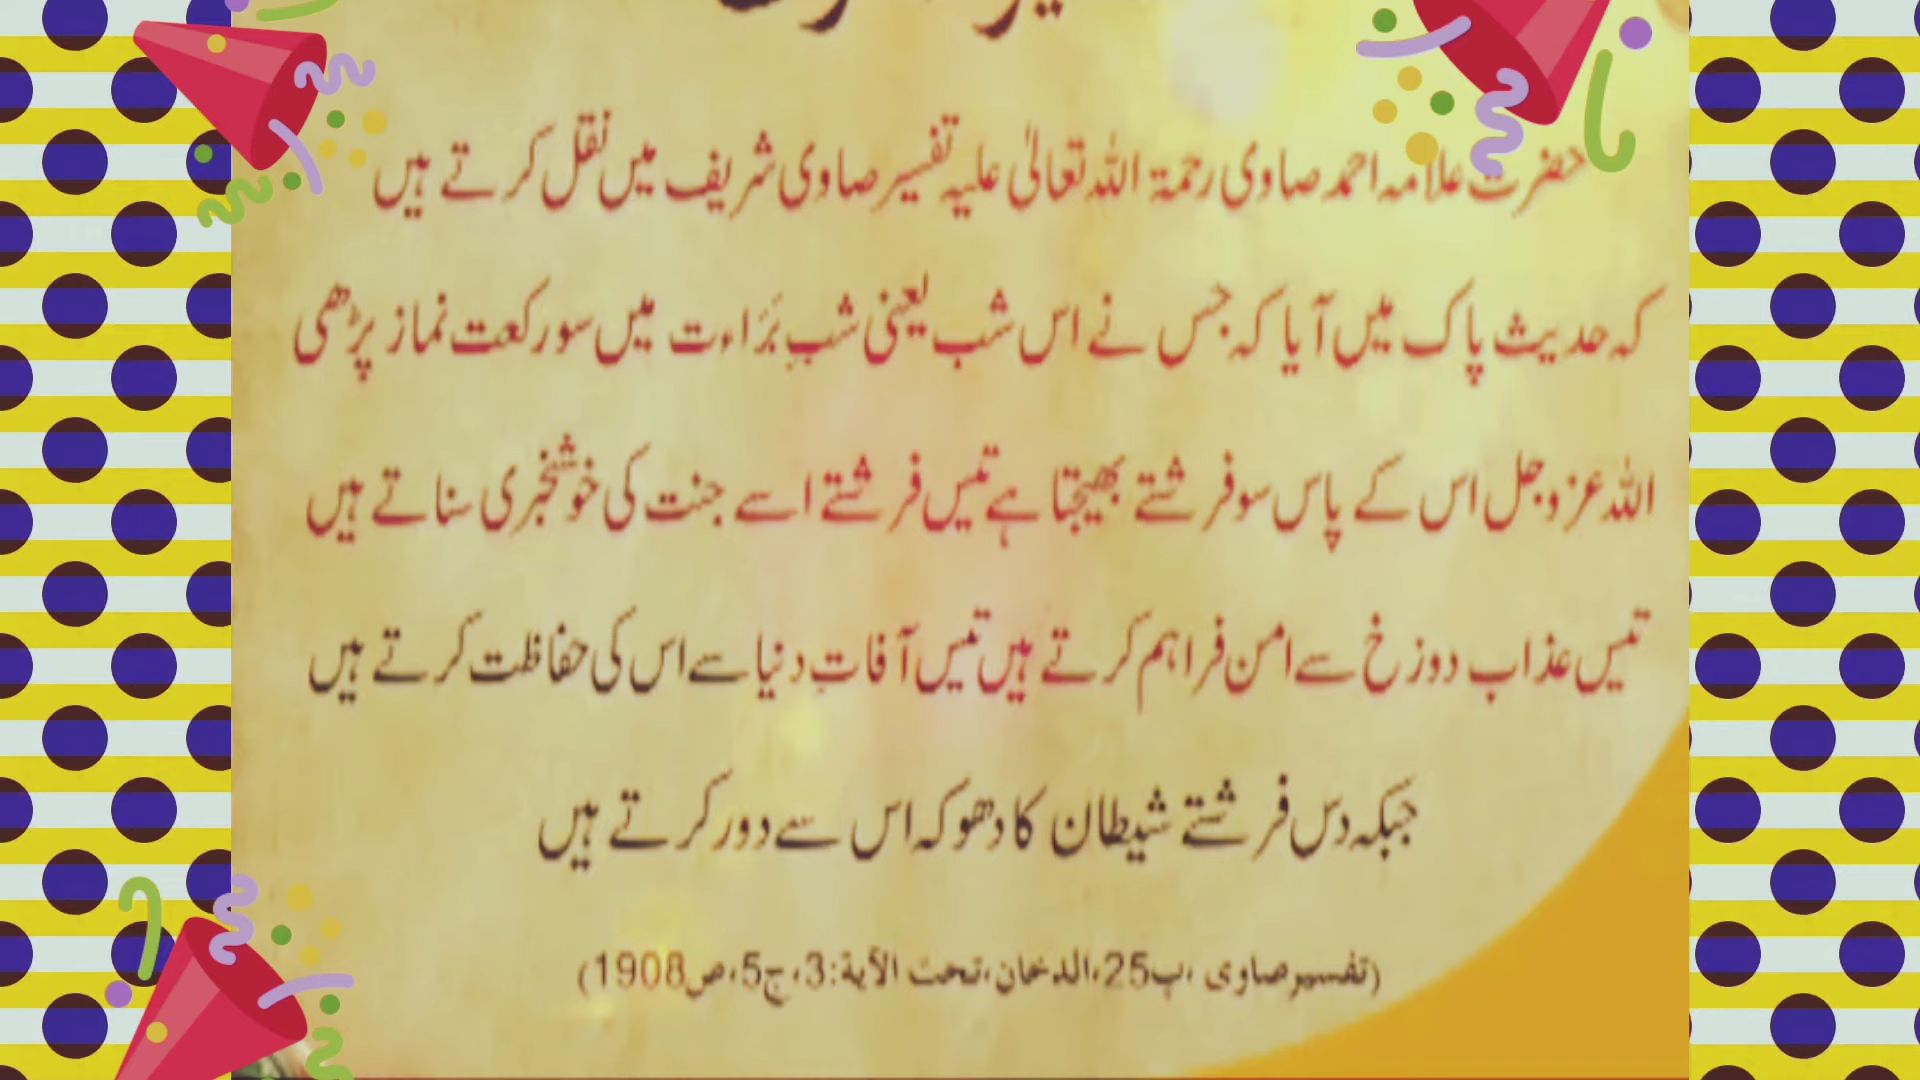 حضرت علامہ احمد صاوی رحمۃ اللہ تعالیٰ علیہ تفسیر صاوی شریف میں نقل کرتے ہیں
کہ حدیث پاک میں آیا کہ جس نے اس شب یعنی شبِ بَرَاءت میں سو رکعت نماز پڑھی
اللہ عزوجل اس کے پاس سو فرشتے بھیجتا ہے تیس فرشتے اسے جنت کی خوشخبری سناتے ہیں
تیس عذاب دوزخ سے امن فراہم کرتے ہیں تیس آفاتِ دنیا سے اس کی حفاظت کرتے ہیں
جبکہ دس فرشتے شیطان کا دھوکہ اس سے دور کرتے ہیں
(تفسیر صاوی ،پ25،الدخان،تحت الآیة:3،ج5،ص1908)